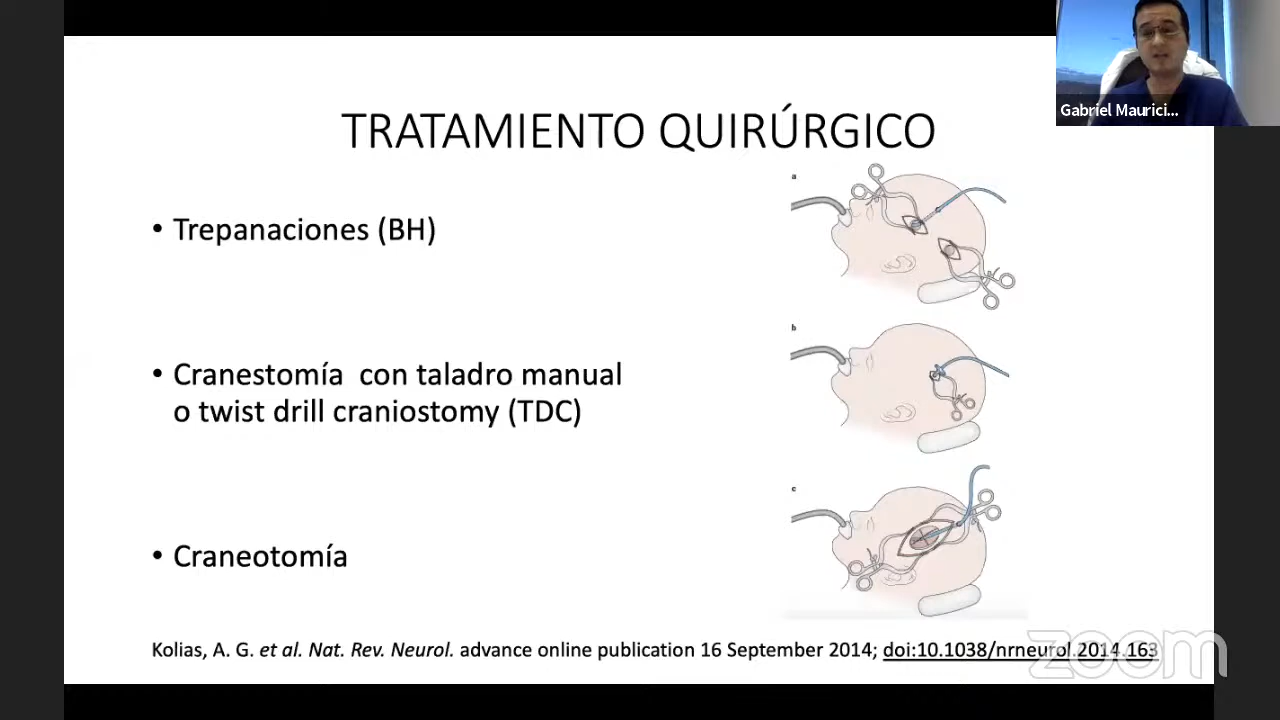 Gabriel Maurici...
TRATAMIENTO QUIRÚRGICO
• Trepanaciones (BH)
• Cranestomía con taladro manual
o twist drill craniostomy (TDC)
• Craneotomía
a
b
c
Kolias, A. G. et al. Nat. Rev. Neurol. advance online publication 16 September 2014; doi:10.1038/nrneurol.2014.163
zoom